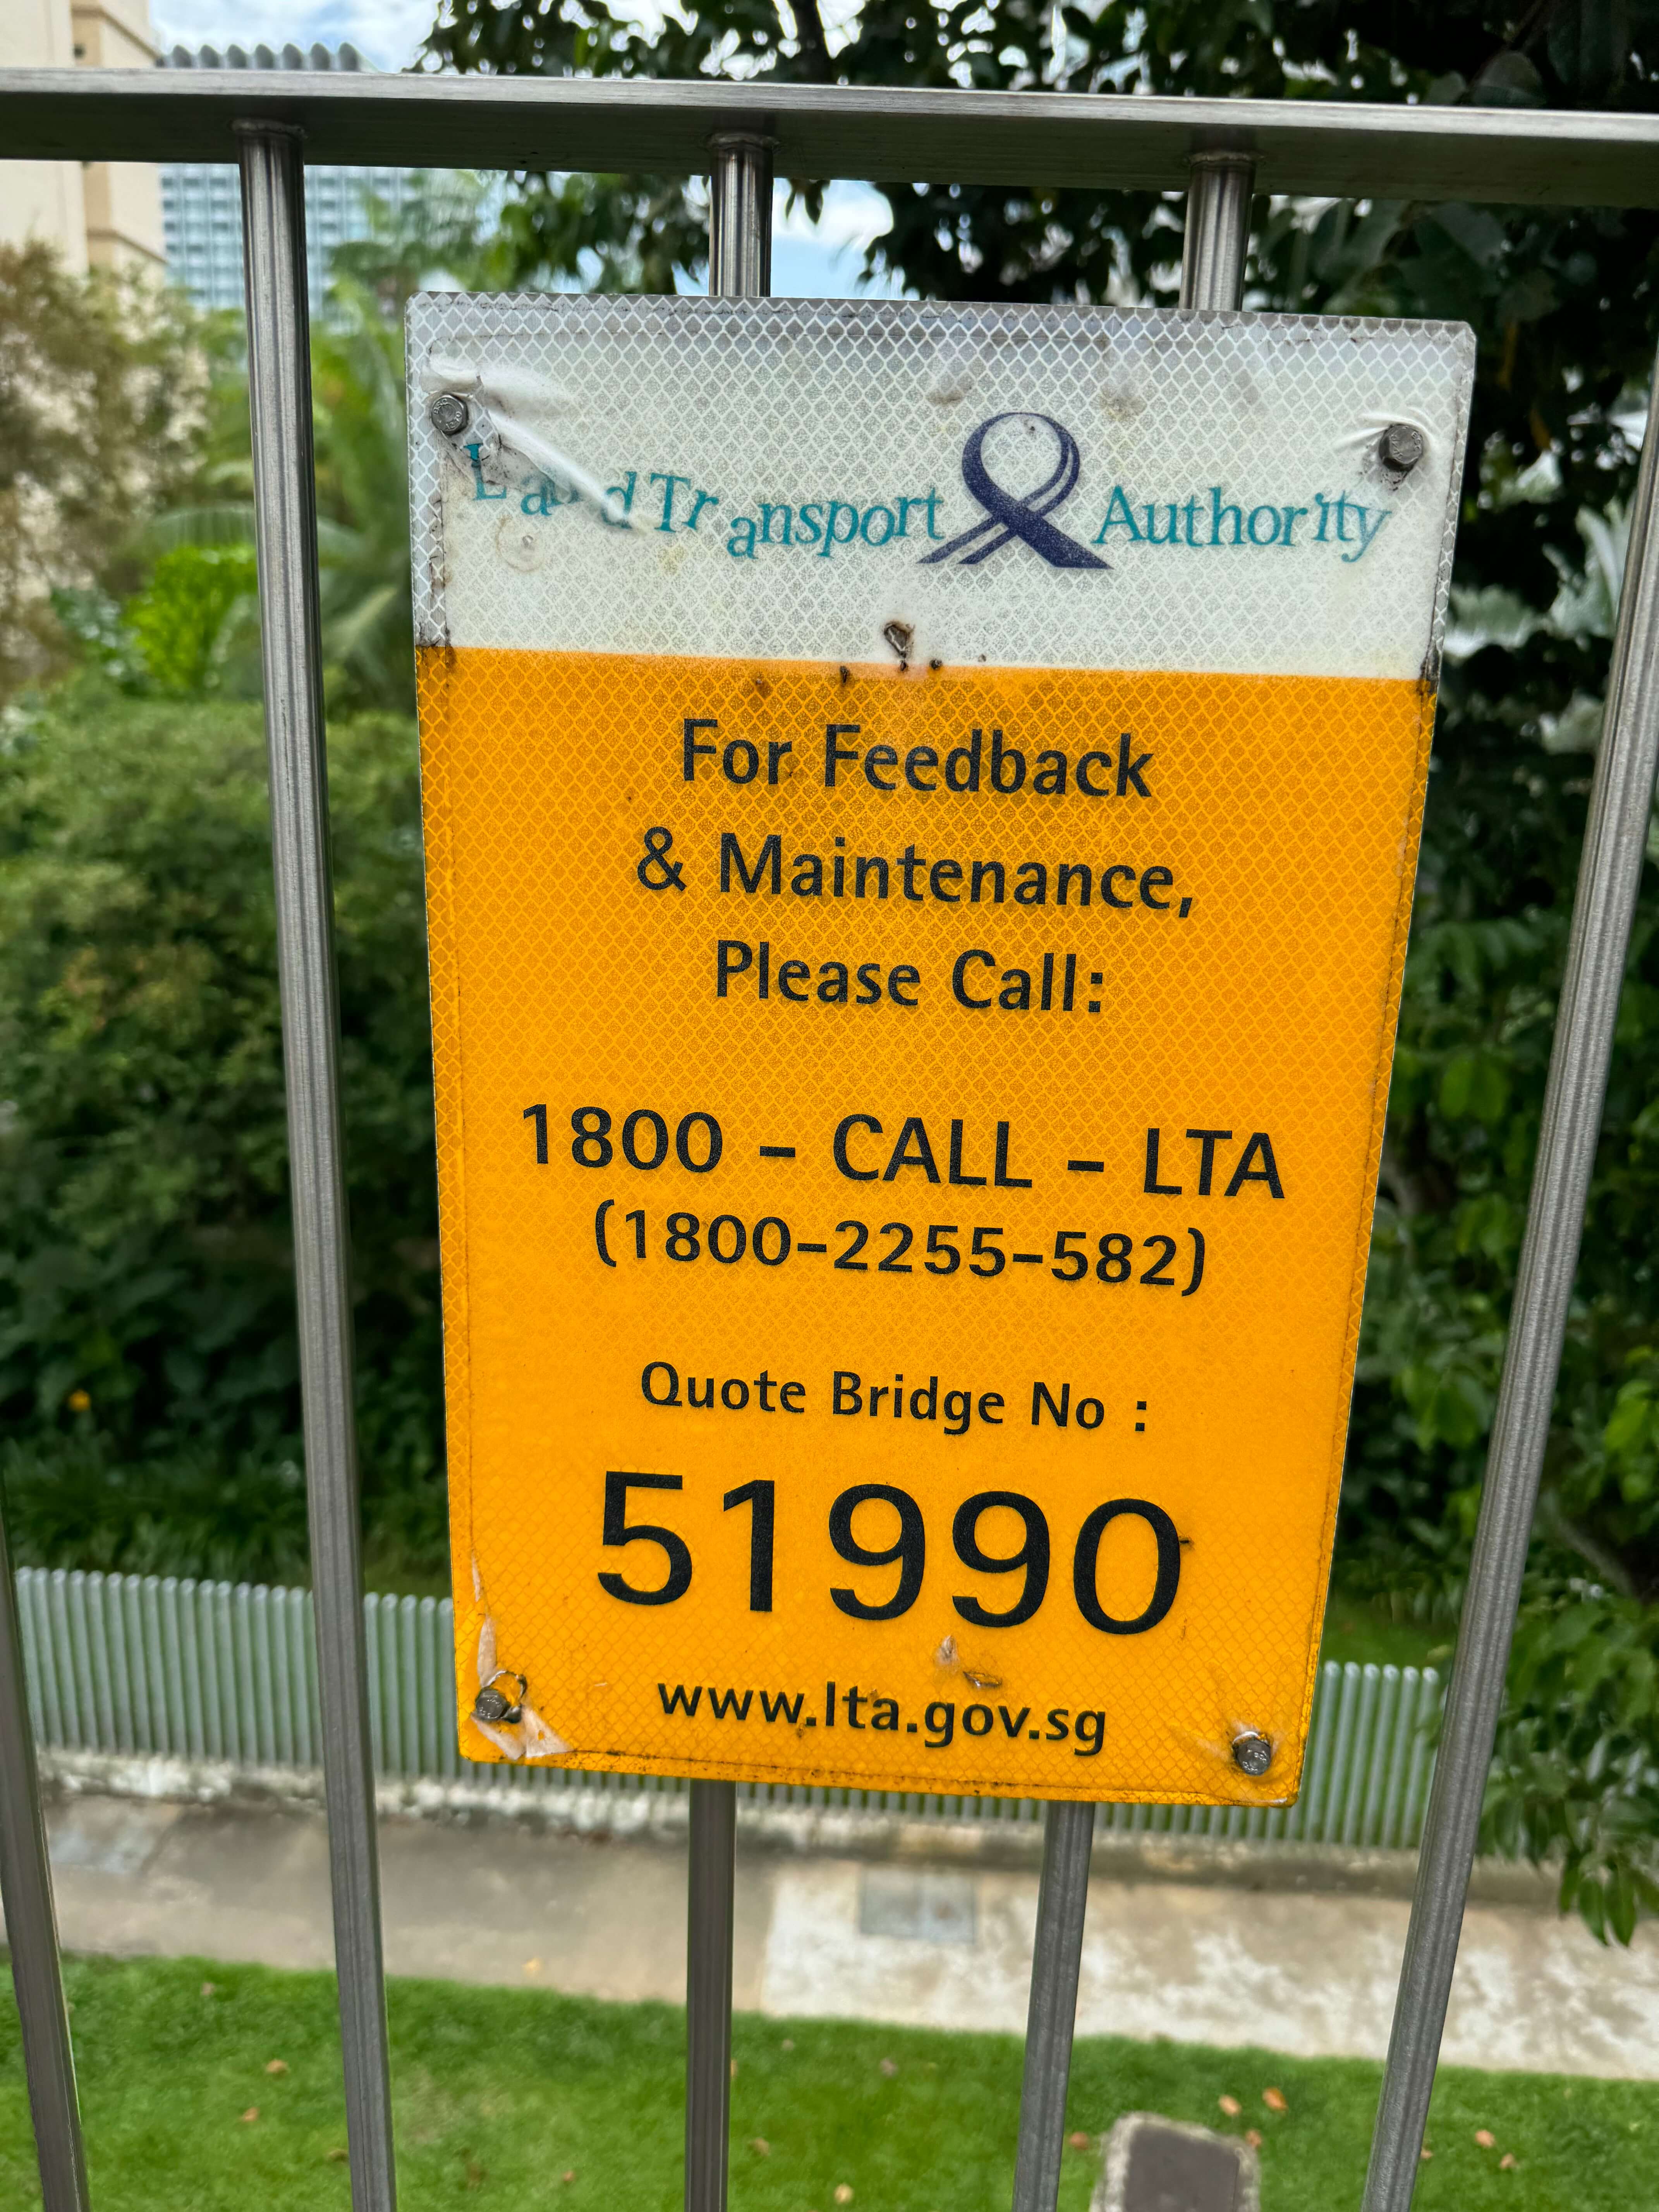 Land Transport Authority
For Feedback
& Maintenance,
Please Call:
1800 - CALL - LTA
(1800-2255-582)
Quote Bridge No :
51990
www.lta.gov.sg